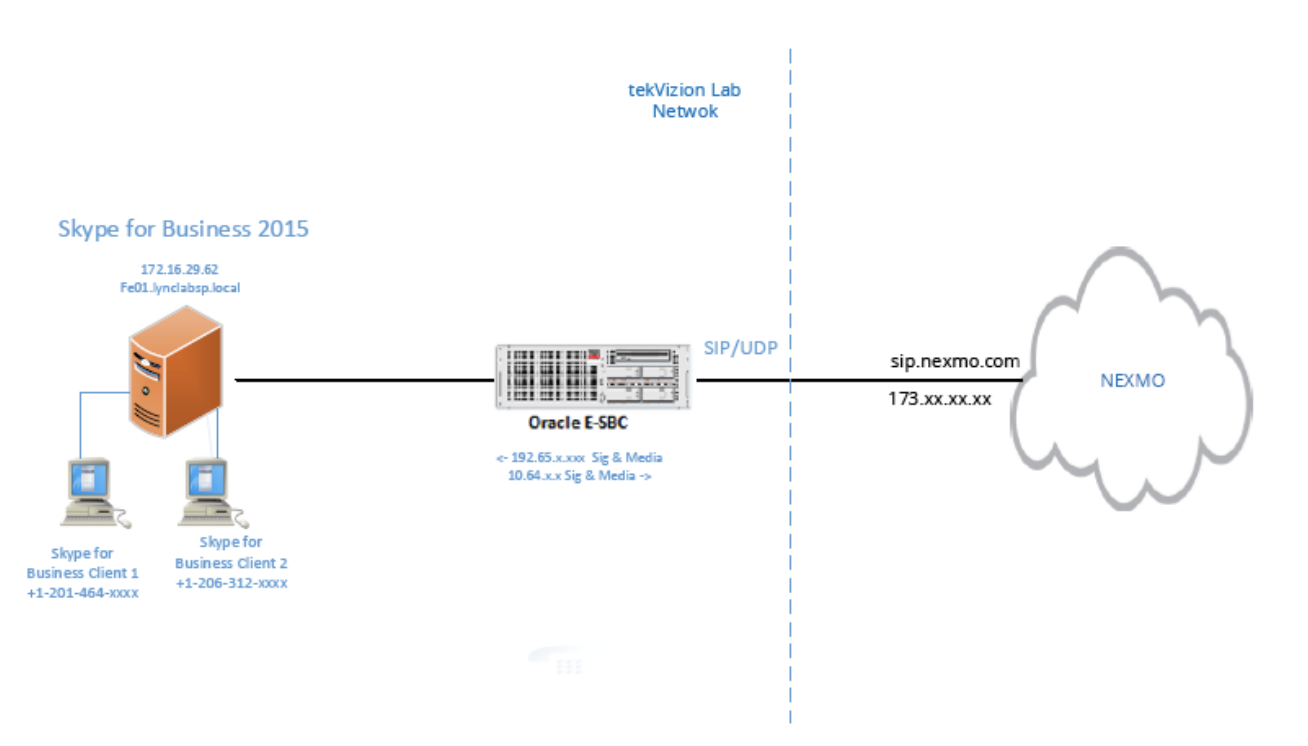 tekVizion Lab
Netwok
Skype for Business 2015
172.16.29.62
Fe01.lynclabsp.local
SIP/UDP
sip.nexmo.com
173.xx.xx.xx
NEXMO
Oracle E-SBC
<- 192.65.x.xxx Sig & Media
10.64.x.x Sig & Media ->
Skype for
Business Client 1
+1-201-464-xxxx
Skype for
Business Client 2
+1-206-312-xxxx